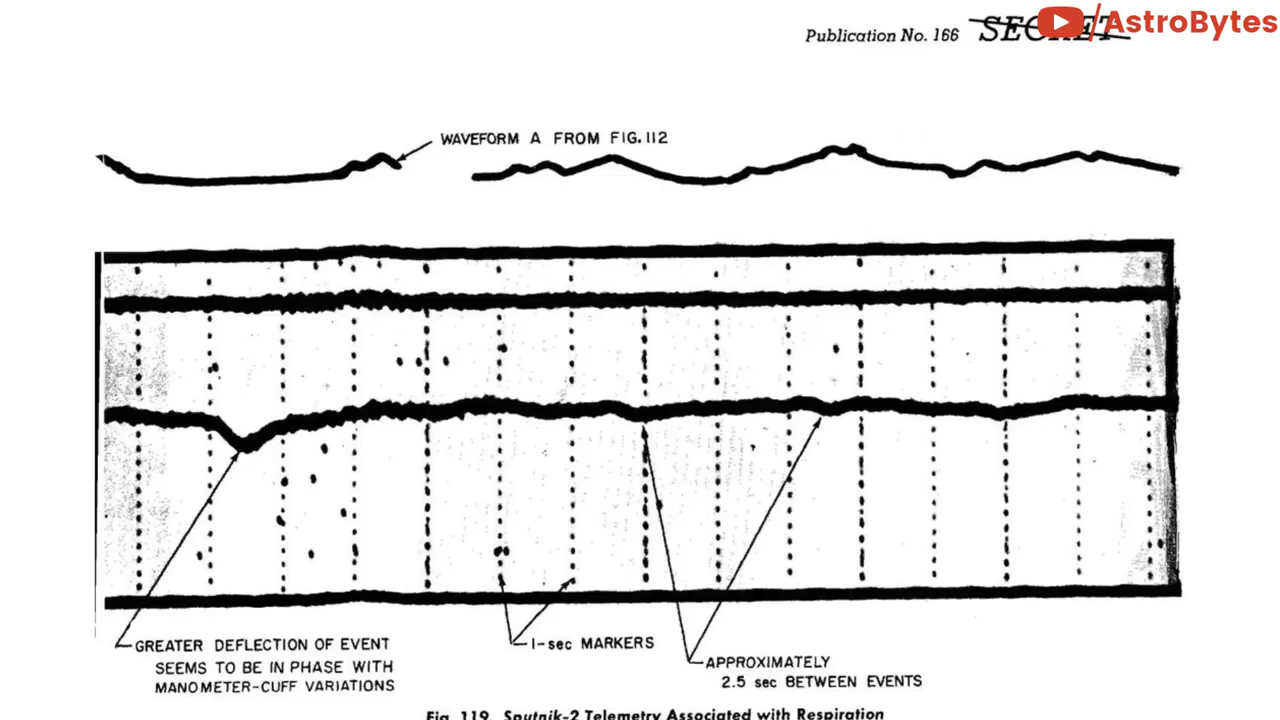 /AstroBytes
Publication No. 166 SECRET
WAVEFORM A FROM FIG. 112
GREATER DEFLECTION OF EVENT
SEEMS TO BE IN PHASE WITH
MANOMETER-CUFF VARIATIONS
1-sec MARKERS
APPROXIMATELY
2.5 sec BETWEEN EVENTS
Fig. 119. Sputnik-2 Telemetry Associated with Respiration